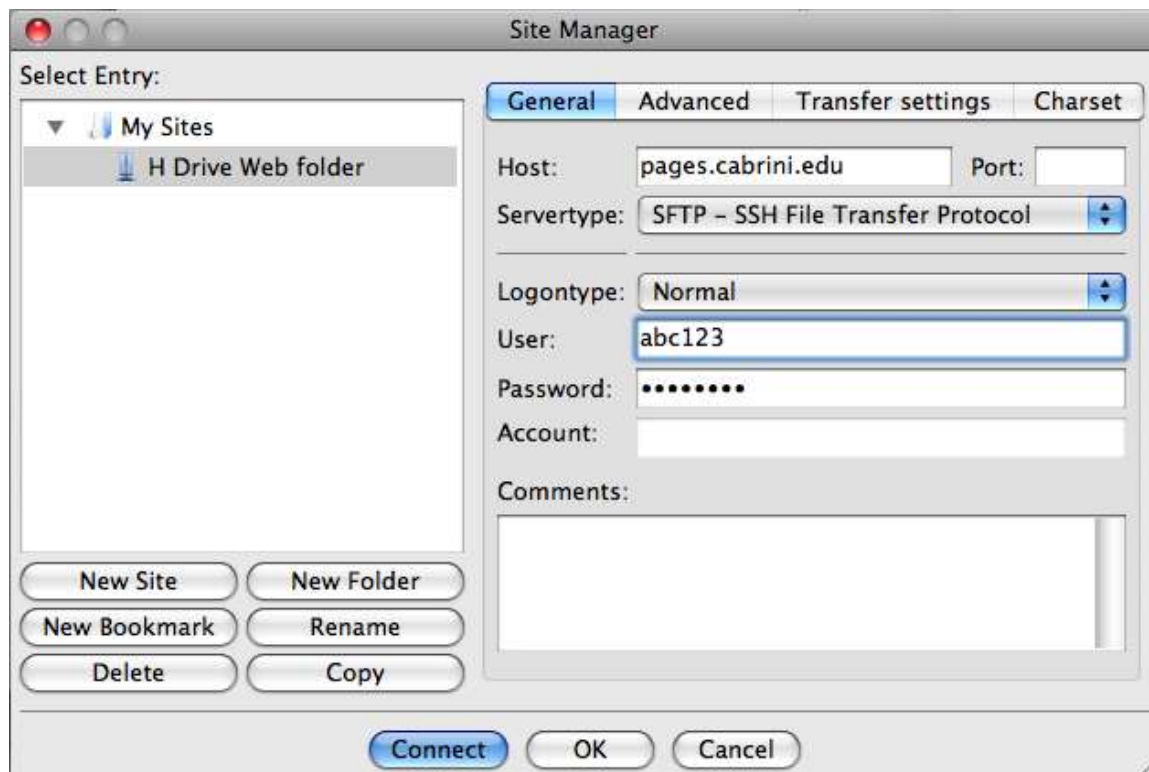 Site Manager
Select Entry:
My Sites
H Drive Web folder
New Site
New Folder
New Bookmark
Rename
Delete
Copy
General
Advanced
Transfer settings
Charset
Host:
pages.cabrini.edu
Port:
Servertype:
SFTP – SSH File Transfer Protocol
Logontype:
Normal
User:
abc123
Password:
••••••••
Account:
Comments:
Connect
OK
Cancel